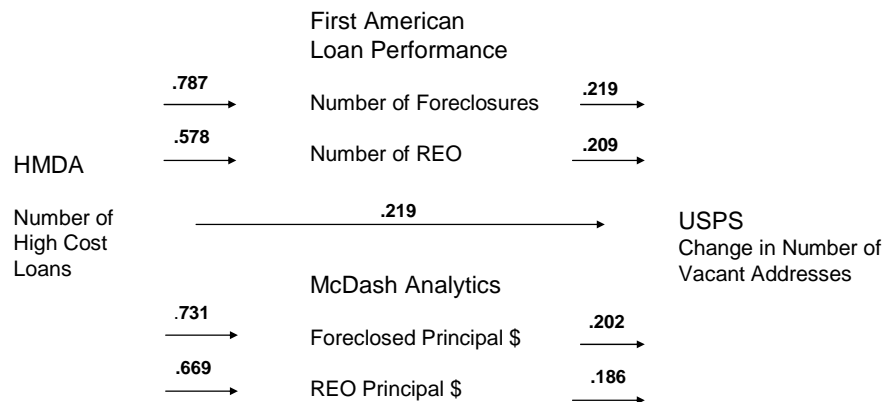 First American
Loan Performance
.787
Number of Foreclosures
.219
.578
Number of REO
.209
HMDA
Number of
High Cost
Loans
.219
USPS
Change in Number of
Vacant Addresses
McDash Analytics
.731
Foreclosed Principal $
.202
.669
REO Principal $
.186